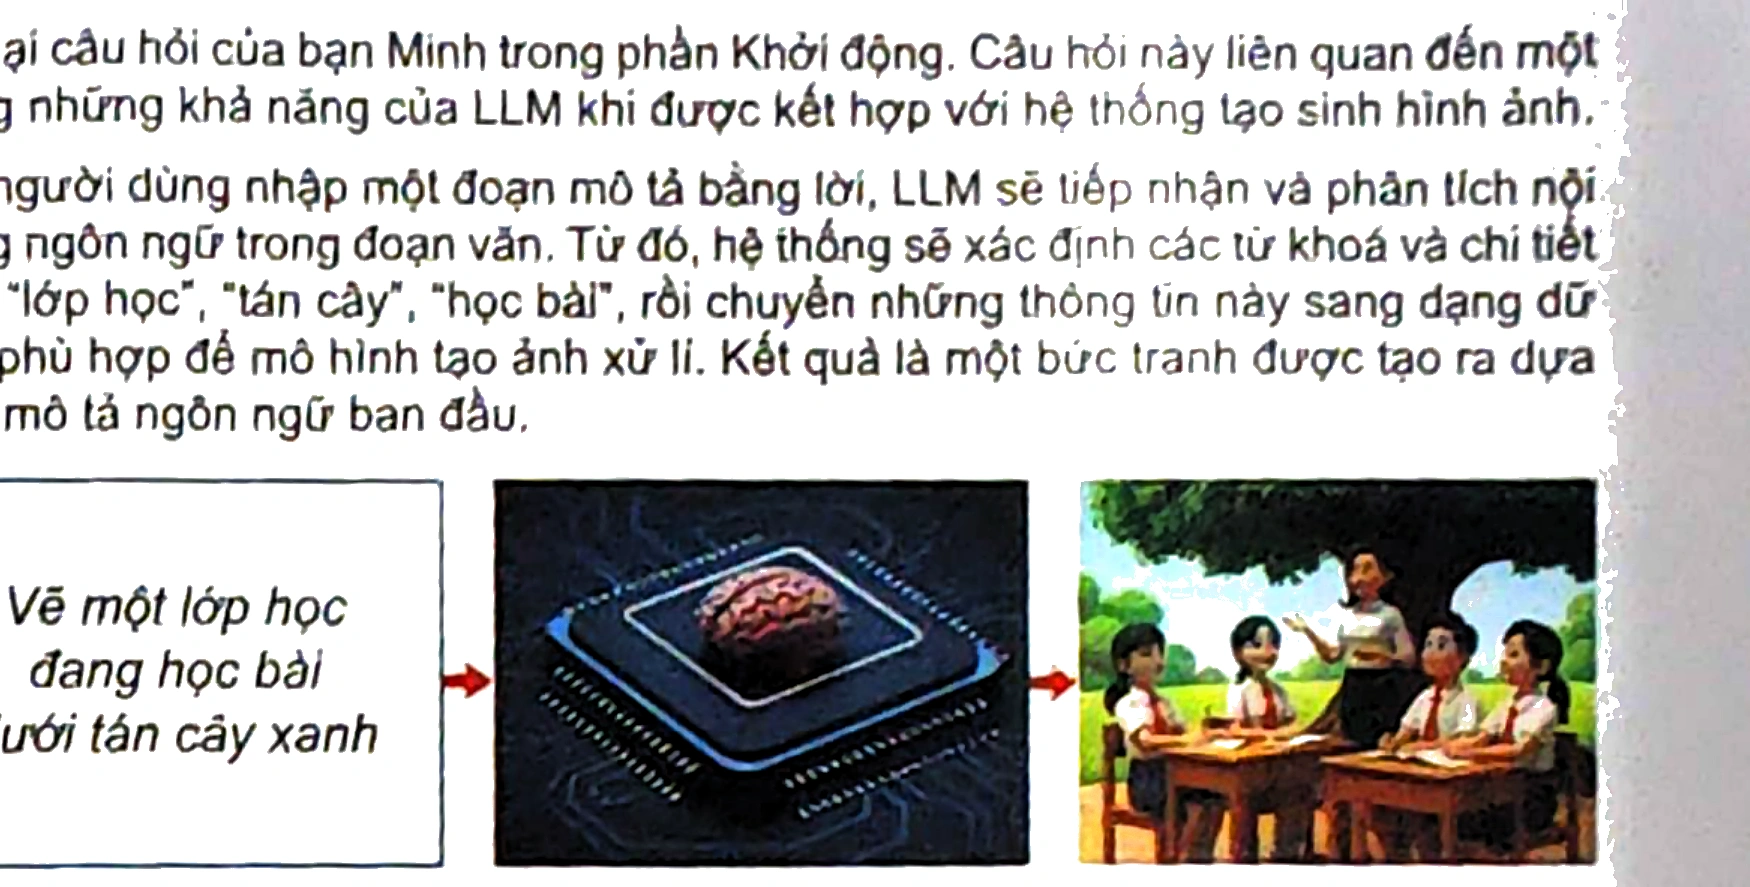 ại câu hỏi của bạn Minh trong phần Khởi động. Câu hỏi này liên quan đến một
những khả năng của LLM khi được kết hợp với hệ thống tạo sinh hình ảnh.
người dùng nhập một đoạn mô tả bằng lời, LLM sẽ tiếp nhận và phân tích nội
ngôn ngữ trong đoạn văn. Từ đó, hệ thống sẽ xác định các từ khoá và chi tiết
"lớp học", "tán cây", "học bài", rồi chuyển những thông tin này sang dạng dữ
phù hợp để mô hình tạo ảnh xử lí. Kết quả là một bức tranh được tạo ra dựa
mô tả ngôn ngữ ban đầu.
Vẽ một lớp học
đang học bài
ưới tán cây xanh